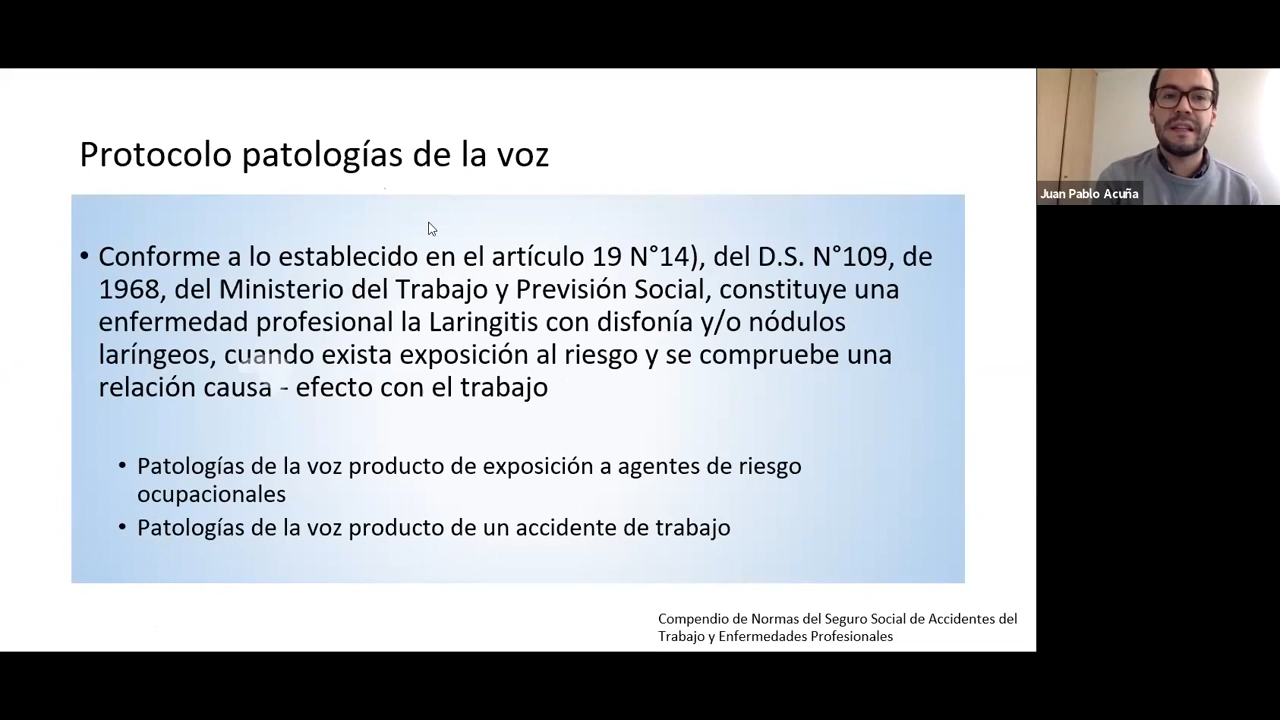 Protocolo patologías de la voz
• Conforme a lo establecido en el artículo 19 N°14), del D.S. N°109, de
1968, del Ministerio del Trabajo y Previsión Social, constituye una
enfermedad profesional la Laringitis con disfonía y/o nódulos
laríngeos, cuando exista exposición al riesgo y se compruebe una
relación causa - efecto con el trabajo
• Patologías de la voz producto de exposición a agentes de riesgo
ocupacionales
• Patologías de la voz producto de un accidente de trabajo
Compendio de Normas del Seguro Social de Accidentes del
Trabajo y Enfermedades Profesionales
Juan Pablo Acuña